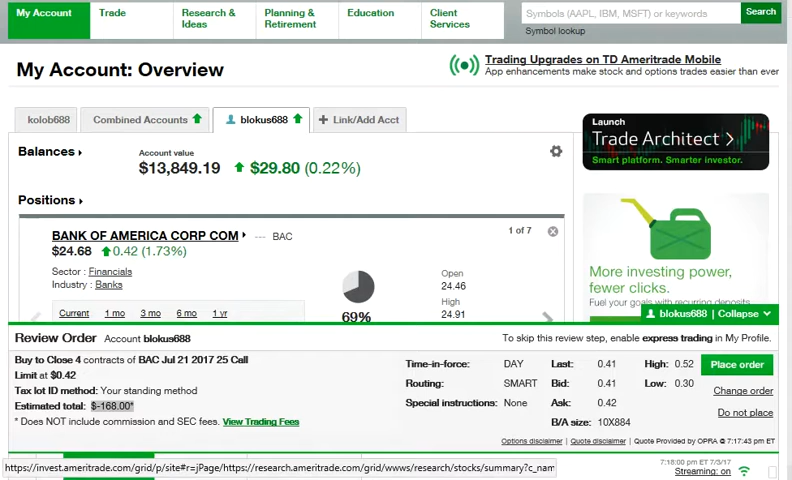 My Account
Trade
Research &
Ideas
Planning &
Retirement
Education
Client
Services
Symbols (AAPL, IBM, MSFT) or keywords
Search
Symbol lookup
My Account: Overview
Trading Upgrades on TD Ameritrade Mobile
App enhancements make stock and options trades easier than ever
kolob688
Combined Accounts
blokus688
+ Link/Add Acct
Balances
Account value
$13,849.19 $29.80 (0.22%)
Positions
BANK OF AMERICA CORP COM --- BAC
1 of 7
$24.68 0.42 (1.73%)
Sector : Financials
Industry : Banks
Current 1 mo 3 mo 6 mo 1 yr
69%
Open
24.46
High
24.91
Launch
Trade Architect >
Smart platform. Smarter investor.
More investing power,
fewer clicks.
Fuel your goals with recurring deposits
blokus688 | Collapse
Review Order Account blokus688
To skip this review step, enable express trading in My Profile.
Buy to Close 4 contracts of BAC Jul 21 2017 25 Call
Limit at $0.42
Tax lot ID method: Your standing method
Estimated total: $-168.00*
* Does NOT include commission and SEC fees. View Trading Fees
Time-in-force: DAY
Routing: SMART
Special instructions: None
Last: 0.41
Bid: 0.41
Ask: 0.42
B/A size: 10X884
High: 0.52
Low: 0.30
Place order
Change order
Do not place
Options disclaimer | Quote disclaimer | Quote Provided by OPRA @ 7:17:43 pm ET
https://invest.ameritrade.com/grid/p/site#r=jPage/https://research.ameritrade.com/grid/wwws/research/stocks/summary?c_nam
7:18:00 pm ET 7/3/17
Streaming: on